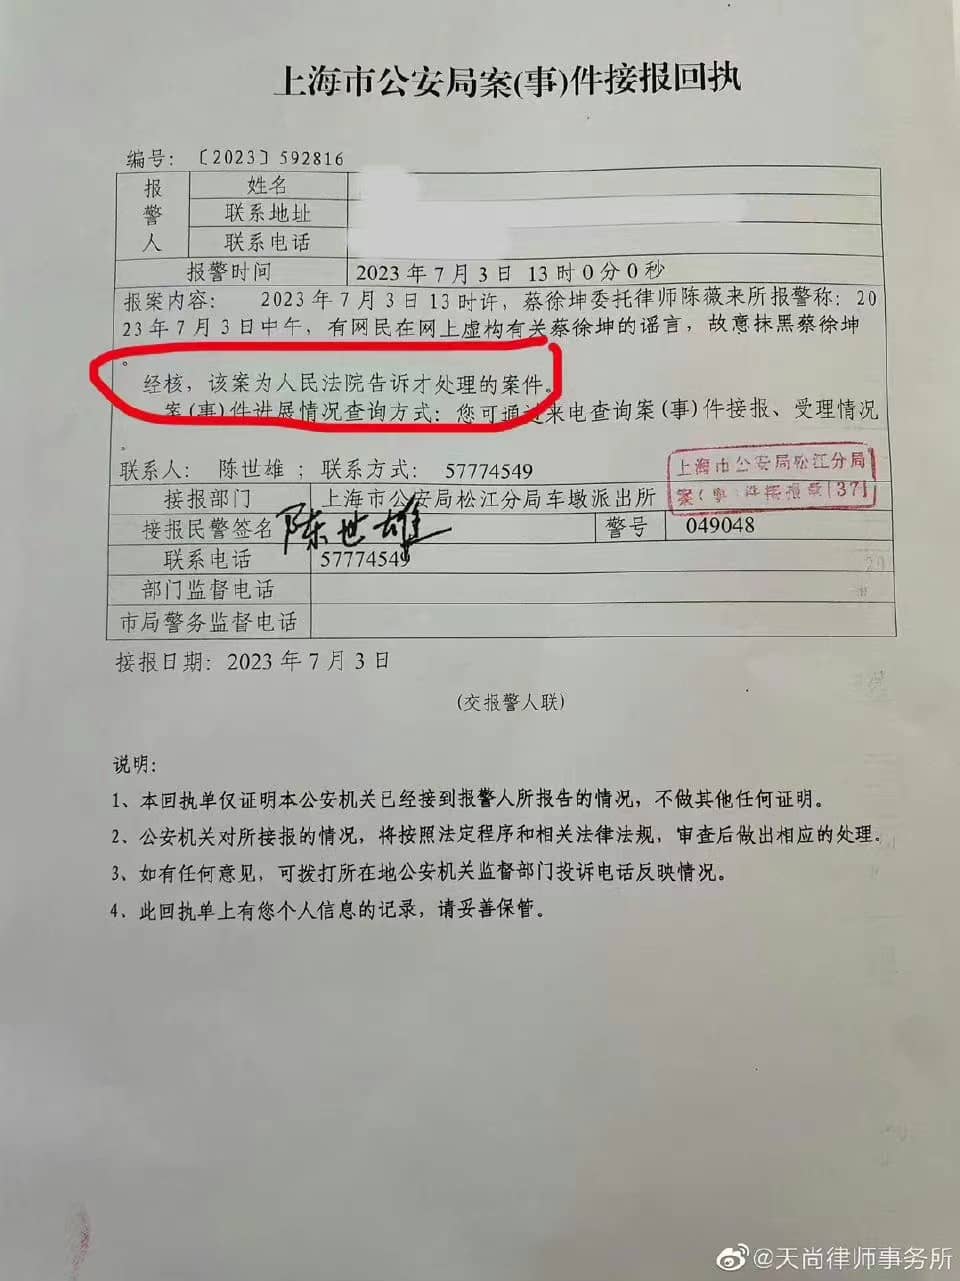 上海市公安局案(事)件接报回执
编号: 〔2023〕592816
报警人
姓名
联系地址
联系电话
报警时间 2023年7月3日 13时0分0秒
报案内容: 2023年7月3日13时许，蔡徐坤委托律师陈薇来所报警称：20
23年7月3日中午，有网民在网上虚构有关蔡徐坤的谣言，故意抹黑蔡徐坤
。
经核，该案为人民法院告诉才处理的案件。
案(事)件进展情况查询方式: 您可通过来电查询案(事)件接报、受理情况
.
联系人: 陈世雄 ; 联系方式: 57774549
上海市公安局松江分局
案(事)件接报章[37]
接报部门 上海市公安局松江分局车墩派出所
接报民警签名 陈世雄 警号 049048
联系电话 57774549
部门监督电话
市局警务监督电话
接报日期: 2023年7月3日
(交报警人联)
说明:
1、本回执单仅证明本公安机关已经接到报警人所报告的情况，不做其他任何证明。
2、公安机关对所接报的情况，将按照法定程序和相关法律法规，审查后做出相应的处理。
3、如有任何意见，可拨打所在地公安机关监督部门投诉电话反映情况。
4、此回执单上有您个人信息的记录，请妥善保管。
@天尚律师事务所